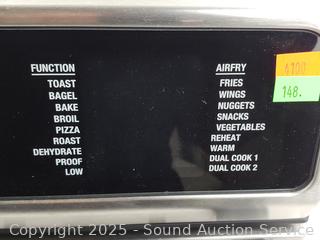 FUNCTION
TOAST
BAGEL
BAKE
BROIL
PIZZA
ROAST
DEHYDRATE
PROOF
LOW
AIRFRY
FRIES
WINGS
NUGGETS
SNACKS
VEGETABLES
REHEAT
WARM
DUAL COOK 1
DUAL COOK 2
4100
148.
Copyright 2025 - Sound Auction Service